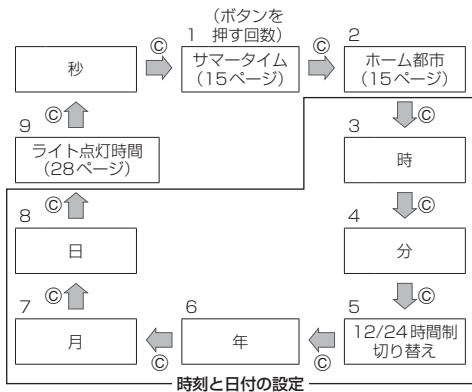 (ボタンを
押す回数)
秒
Ⓒ
1
サマータイム
(15ページ)
Ⓒ
2
ホーム都市
(15ページ)
Ⓒ
3
時
Ⓒ
4
分
Ⓒ
5
12/24時間制
切り替え
Ⓒ
6
年
Ⓒ
7
月
Ⓒ
8
日
Ⓒ
9
ライト点灯時間
(28ページ)
Ⓒ
時刻と日付の設定